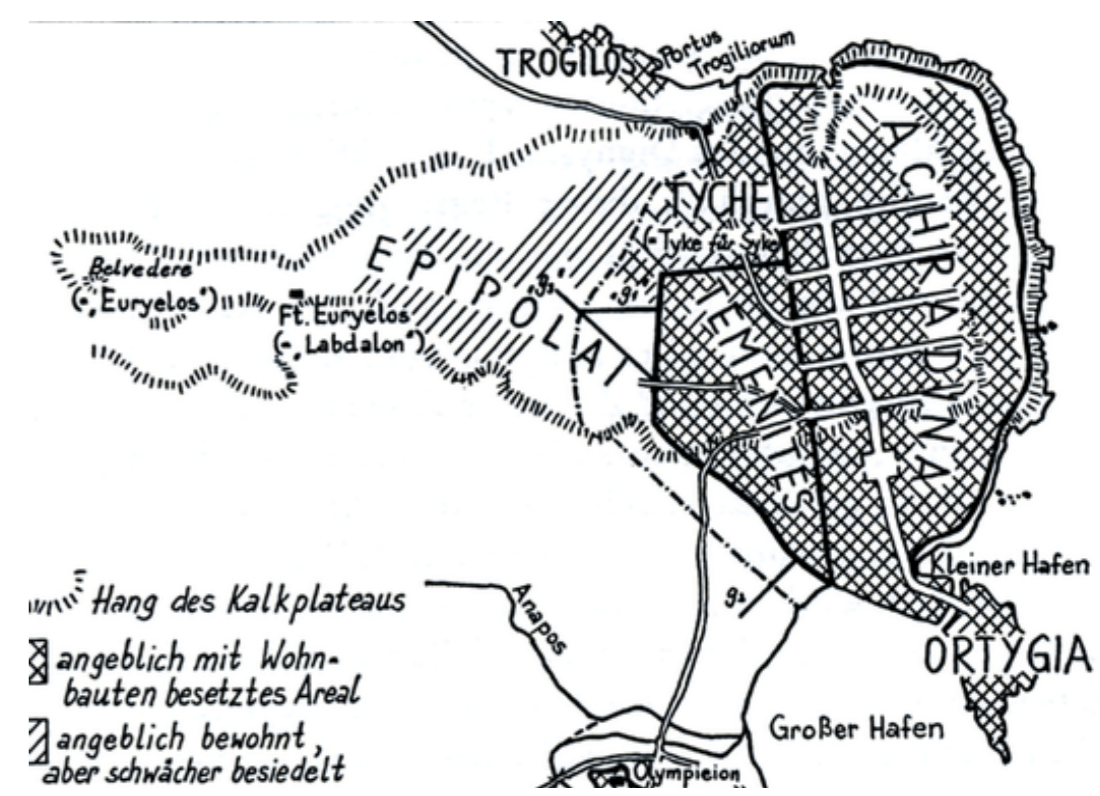 TROGILOS
Portus
Trogiliorum
ACHRADINA
TYCHE
(= Tyke für Syke)
EPIPOLAI
Belvedere
(= „Euryelos“)
Ft. Euryelos
(= „Labdalon“)
"g3"
"g1"
TEMENITES
g2
Kleiner Hafen
ORTYGIA
Anapos
Großer Hafen
Olympieion
Hang des Kalkplateaus
angeblich mit Wohn-
bauten besetztes Areal
angeblich bewohnt,
aber schwächer besiedelt